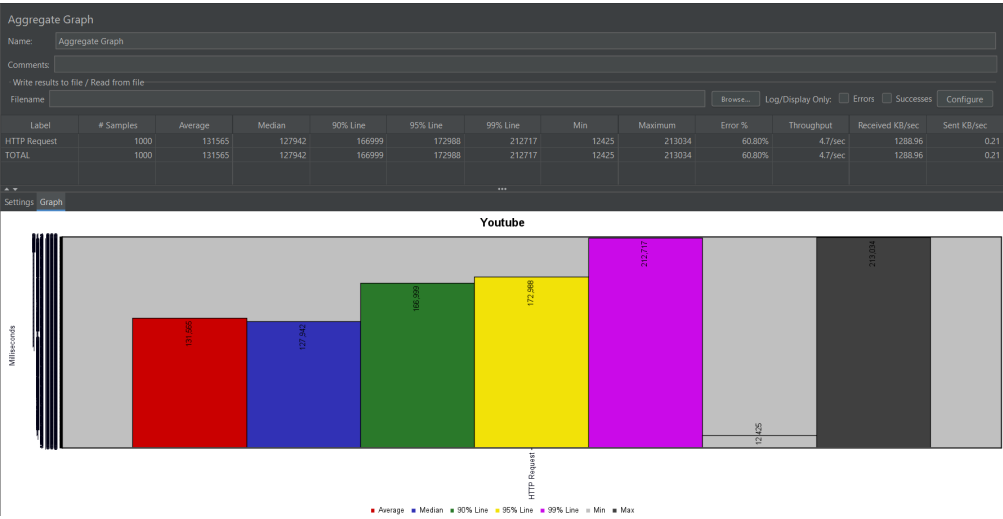 Aggregate Graph
Name: Aggregate Graph
Comments:
Write results to file / Read from file
Filename Browse... Log/Display Only: Errors Successes Configure
Label # Samples Average Median 90% Line 95% Line 99% Line Min Maximum Error % Throughput Received KB/sec Sent KB/sec
HTTP Request 1000 131565 127942 166999 172988 212717 12425 213034 60.80% 4.7/sec 1288.96 0.21
TOTAL 1000 131565 127942 166999 172988 212717 12425 213034 60.80% 4.7/sec 1288.96 0.21
Settings Graph
Youtube
Milliseconds
131,565
127,942
166,999
172,988
212,717
12,425
213,034
HTTP Request
Average Median 90% Line 95% Line 99% Line Min Max